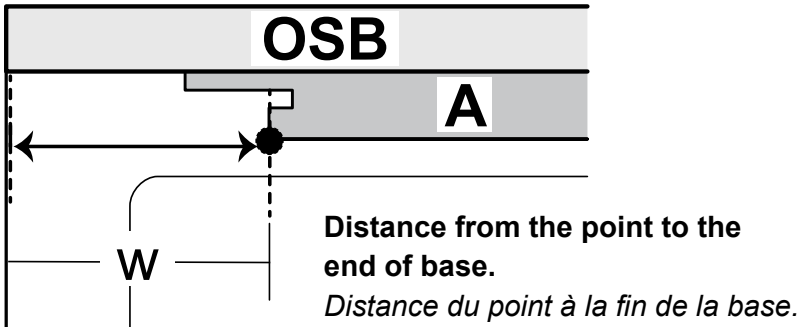 OSB
A
W
Distance from the point to the
end of base.
Distance du point à la fin de la base.